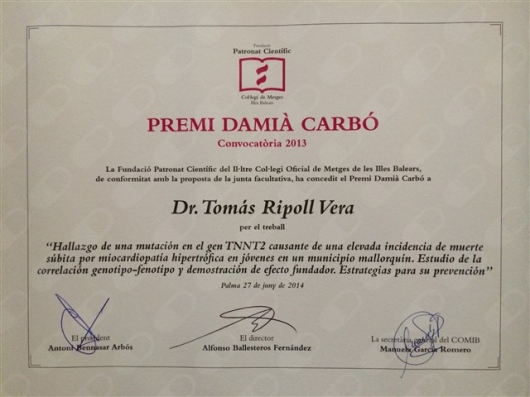 Fundació
Patronat Científic
Col·legi de Metges
Illes Balears
PREMI DAMIÀ CARBÓ
Convocatòria 2013
La Fundació Patronat Científic del Il·ltre Col·legi Oficial de Metges de les Illes Balears,
de conformitat amb la proposta de la junta facultativa, ha concedit el Premi Damià Carbó a
Dr. Tomás Ripoll Vera
per el treball
“Hallazgo de una mutación en el gen TNNT2 causante de una elevada incidencia de muerte
súbita por miocardiopatia hipertrófica en jóvenes en un municipio mallorquín. Estudio de la
correlación genotipo-fenotipo y demostración de efecto fundador. Estrategias para su prevención”
Palma 27 de juny de 2014
El president
Antoni Bennasar Arbós
El director
Alfonso Ballesteros Fernández
La secretària general del COMIB
Manuela García Romero